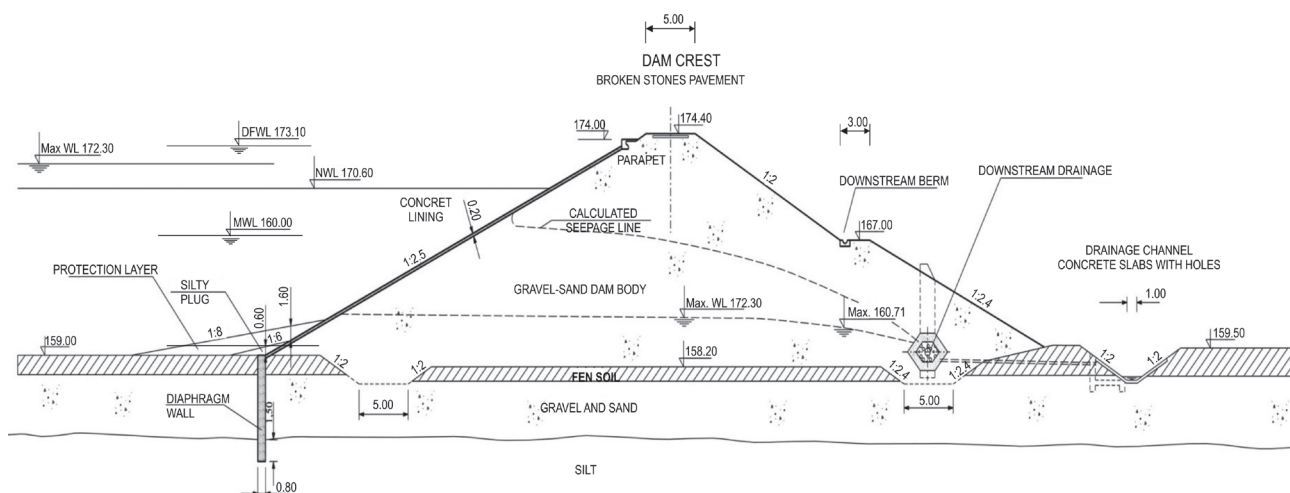 5.00
DAM CREST
BROKEN STONES PAVEMENT
174.00
174.40
3.00
DFWL 173.10
Max WL 172.30
NWL 170.60
PARAPET
1:2
DOWNSTREAM BERM
DOWNSTREAM DRAINAGE
CONCRET
LINING
0.20
CALCULATED
SEEPAGE LINE
MWL 160.00
167.00
DRAINAGE CHANNEL
CONCRETE SLABS WITH HOLES
PROTECTION LAYER
SILTY
PLUG
1:2.5
1:2.4
1.00
GRAVEL-SAND DAM BODY
1.60
0.60
Max. WL 172.30
Max. 160.71
1:8
1:6
159.00
159.50
1:2
1:2
158.20
FEN SOIL
1:2.4
1:2.4
1:2
1:2
DIAPHRAGM
WALL
1.50
5.00
GRAVEL AND SAND
5.00
SILT
0.80